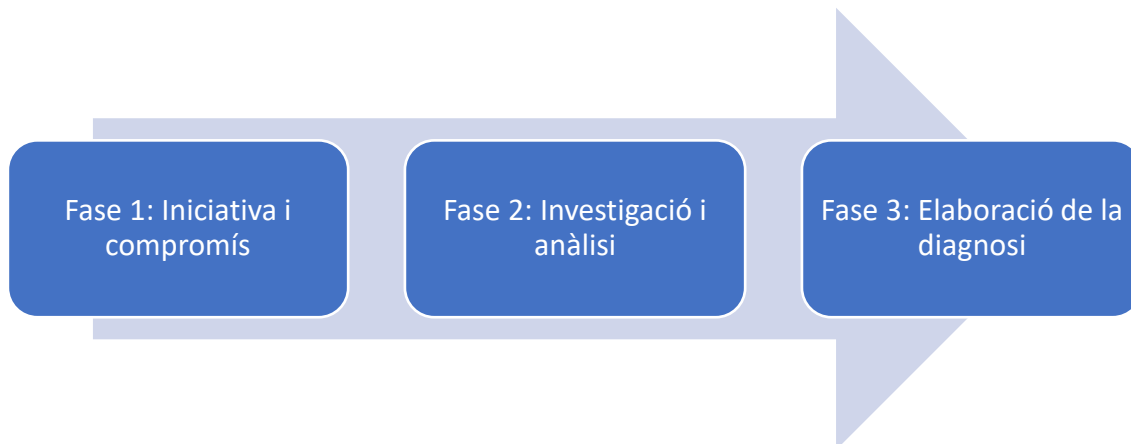 Fase 1: Iniciativa i
compromís
Fase 2: Investigació i
anàlisi
Fase 3: Elaboració de la
diagnosi